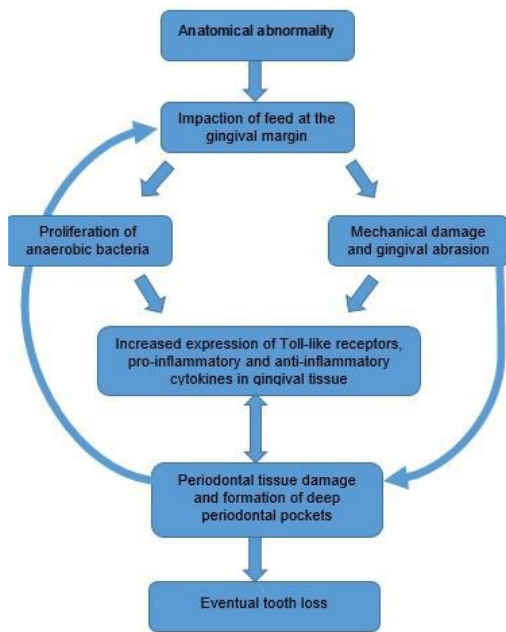 Anatomical abnormality
Impaction of feed at the
gingival margin
Proliferation of
anaerobic bacteria
Mechanical damage
and gingival abrasion
Increased expression of Toll-like receptors,
pro-inflammatory and anti-inflammatory
cytokines in gingival tissue
Periodontal tissue damage
and formation of deep
periodontal pockets
Eventual tooth loss